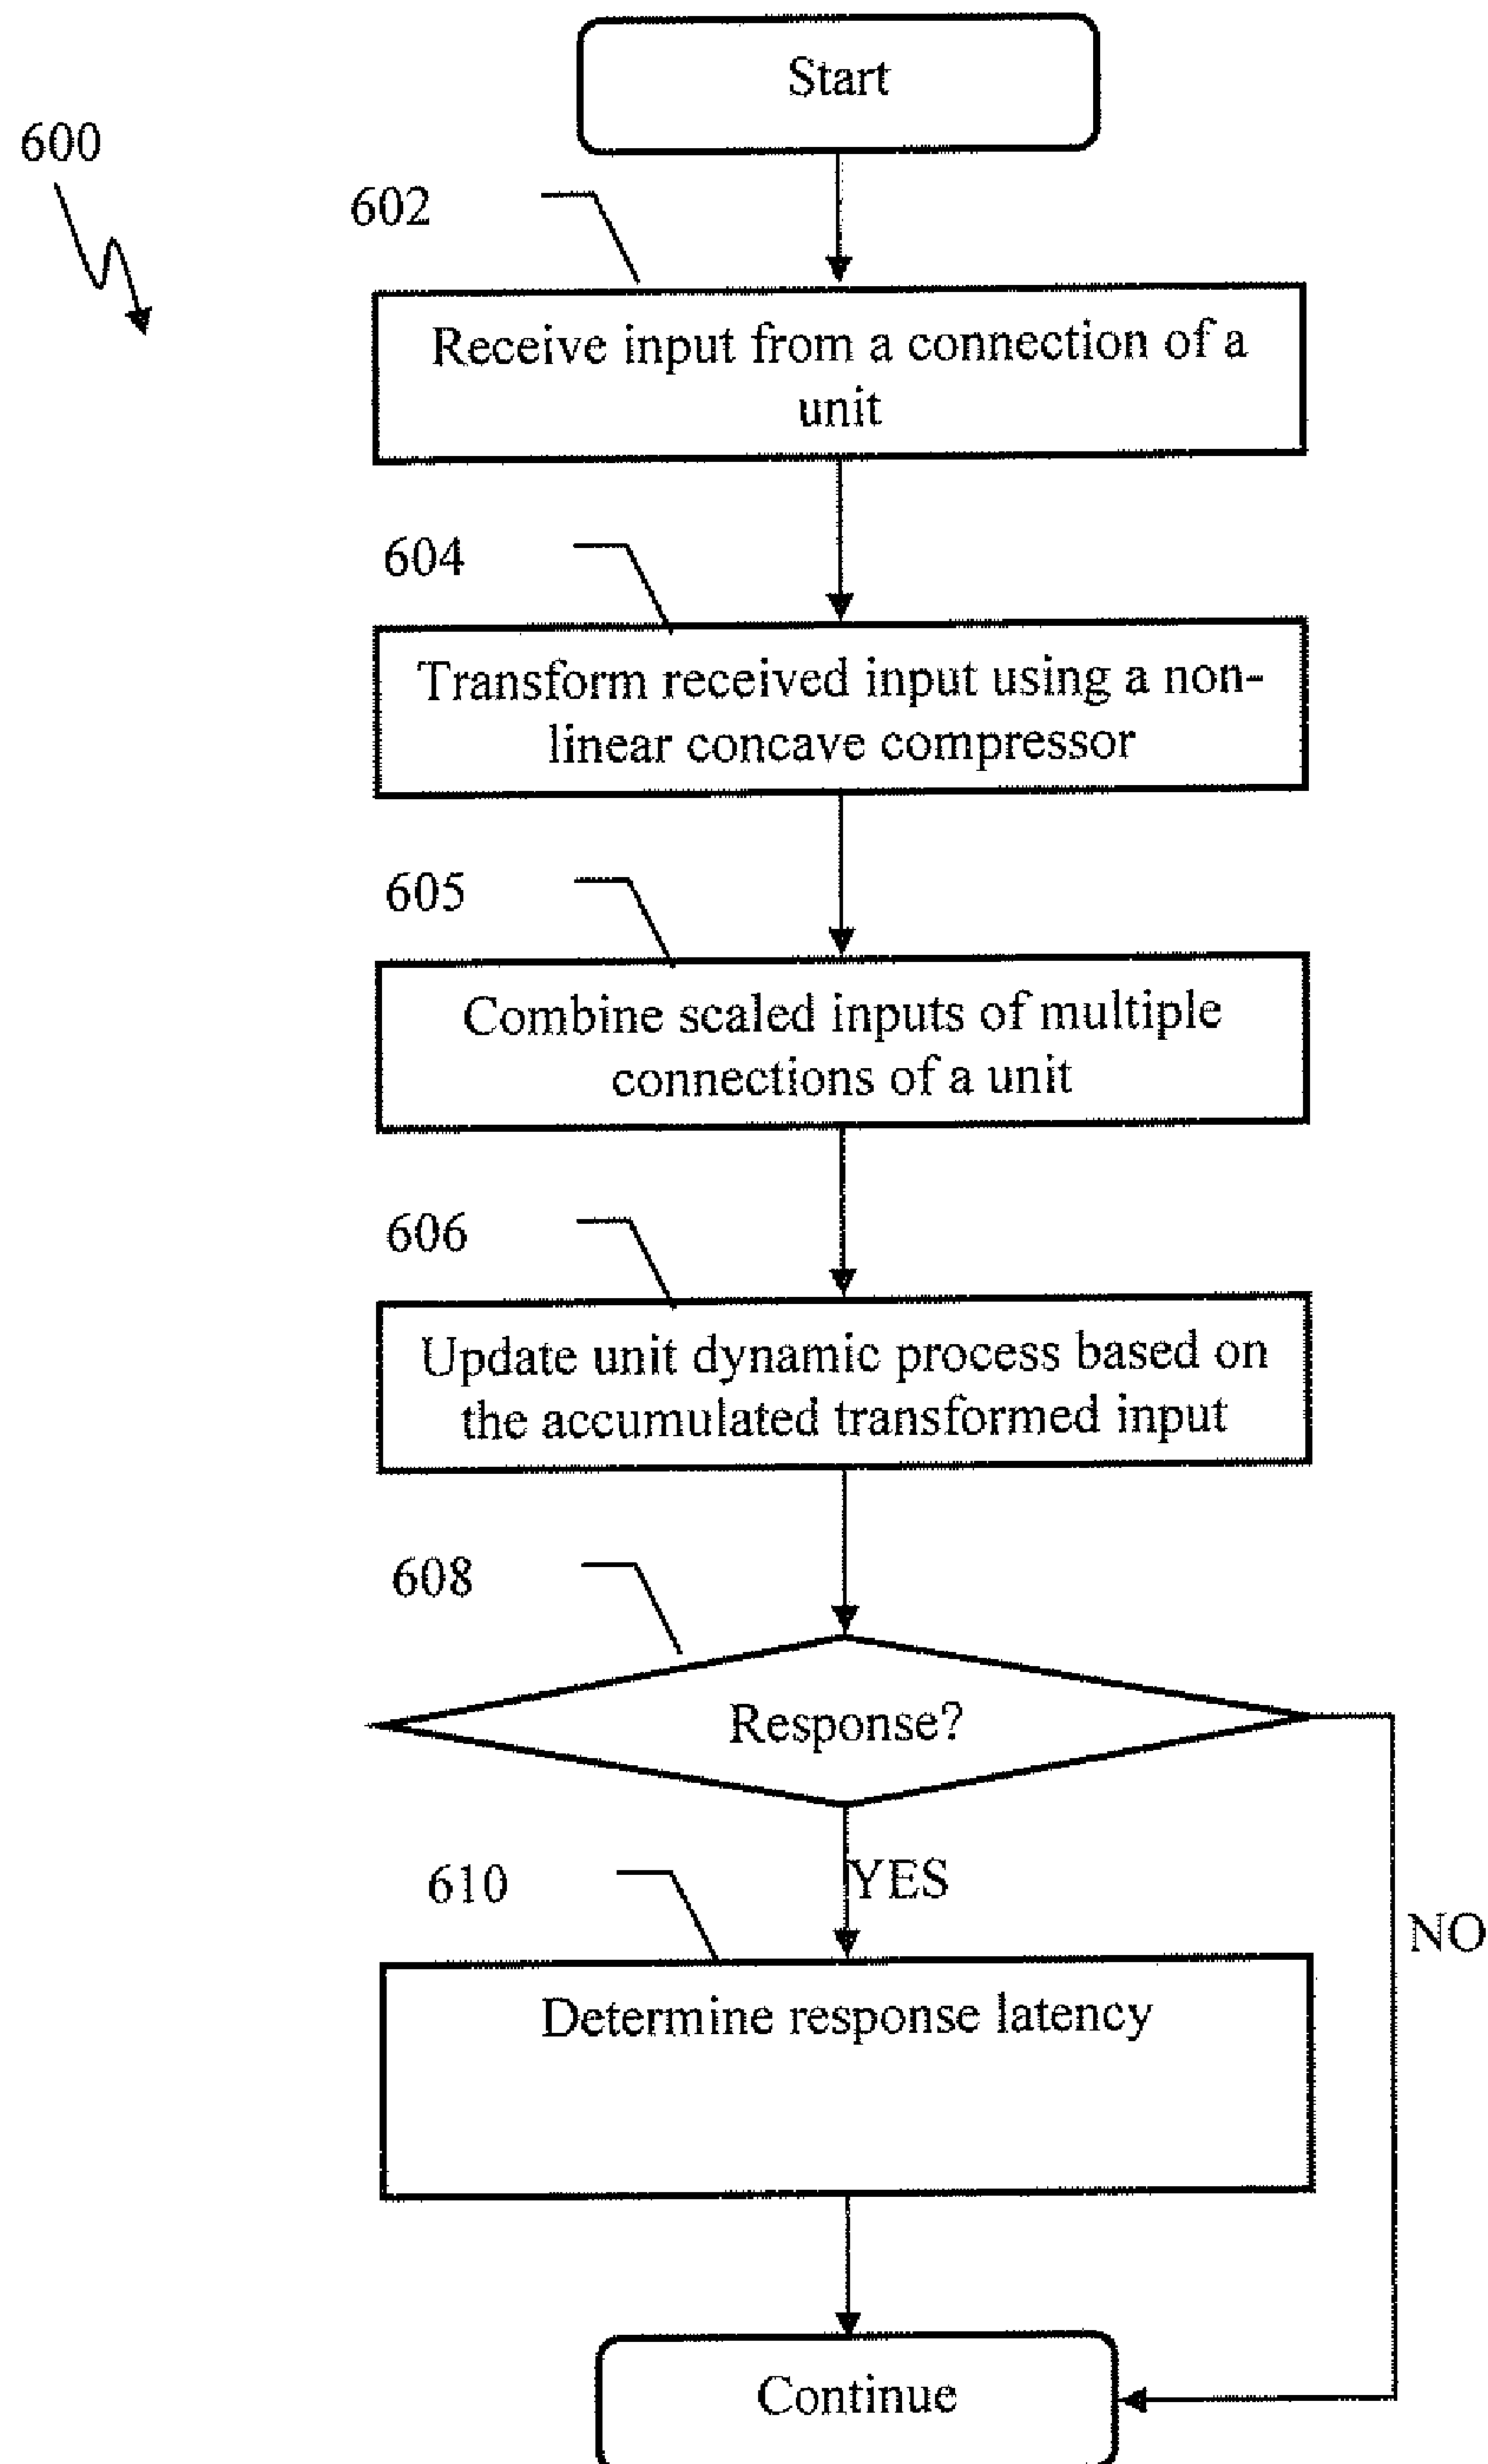 Start
600
602
Receive input from a connection of a
unit
604
Transform received input using a non-
linear concave compressor
605
Combine scaled inputs of multiple
connections of a unit
606
Update unit dynamic process based on
the accumulated transformed input
608
Response?
YES
610
NO
Determine response latency
Continue